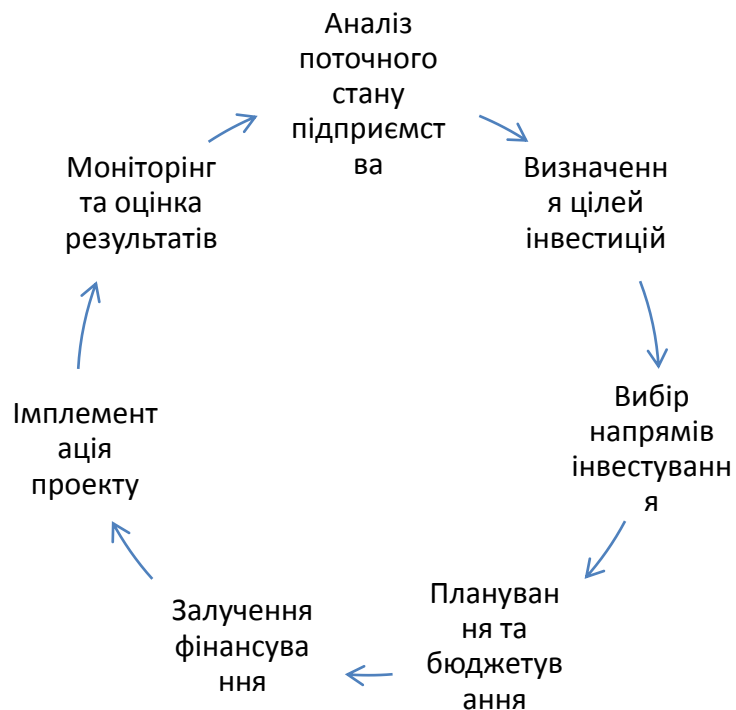 Аналіз
поточного
стану
підприємст
ва
Визначенн
я цілей
інвестицій
Вибір
напрямів
інвестуванн
я
Плануван
ня та
бюджетув
ання
Залучення
фінансува
ння
Імплемент
ація
проекту
Моніторінг
та оцінка
результатів